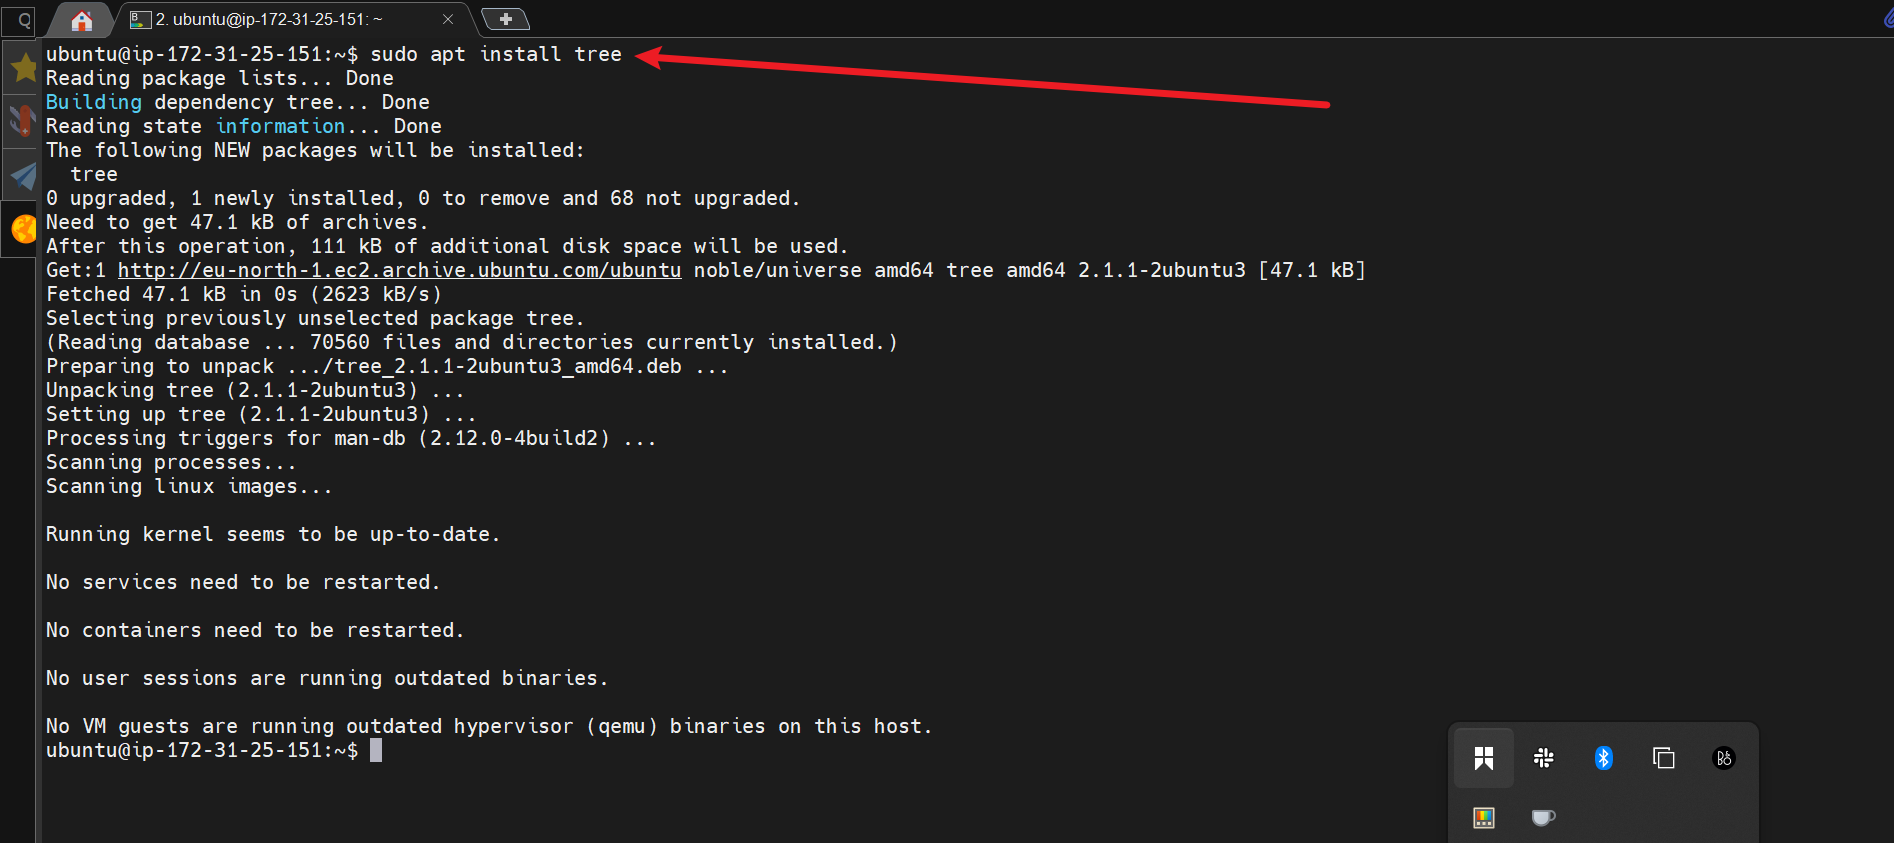 2. ubuntu@ip-172-31-25-151: ~
ubuntu@ip-172-31-25-151:~$ sudo apt install tree
Reading package lists... Done
Building dependency tree... Done
Reading state information... Done
The following NEW packages will be installed:
  tree
0 upgraded, 1 newly installed, 0 to remove and 68 not upgraded.
Need to get 47.1 kB of archives.
After this operation, 111 kB of additional disk space will be used.
Get:1 http://eu-north-1.ec2.archive.ubuntu.com/ubuntu noble/universe amd64 tree amd64 2.1.1-2ubuntu3 [47.1 kB]
Fetched 47.1 kB in 0s (2623 kB/s)
Selecting previously unselected package tree.
(Reading database ... 70560 files and directories currently installed.)
Preparing to unpack .../tree_2.1.1-2ubuntu3_amd64.deb ...
Unpacking tree (2.1.1-2ubuntu3) ...
Setting up tree (2.1.1-2ubuntu3) ...
Processing triggers for man-db (2.12.0-4build2) ...
Scanning processes...
Scanning linux images...
Running kernel seems to be up-to-date.
No services need to be restarted.
No containers need to be restarted.
No user sessions are running outdated binaries.
No VM guests are running outdated hypervisor (qemu) binaries on this host.
ubuntu@ip-172-31-25-151:~$